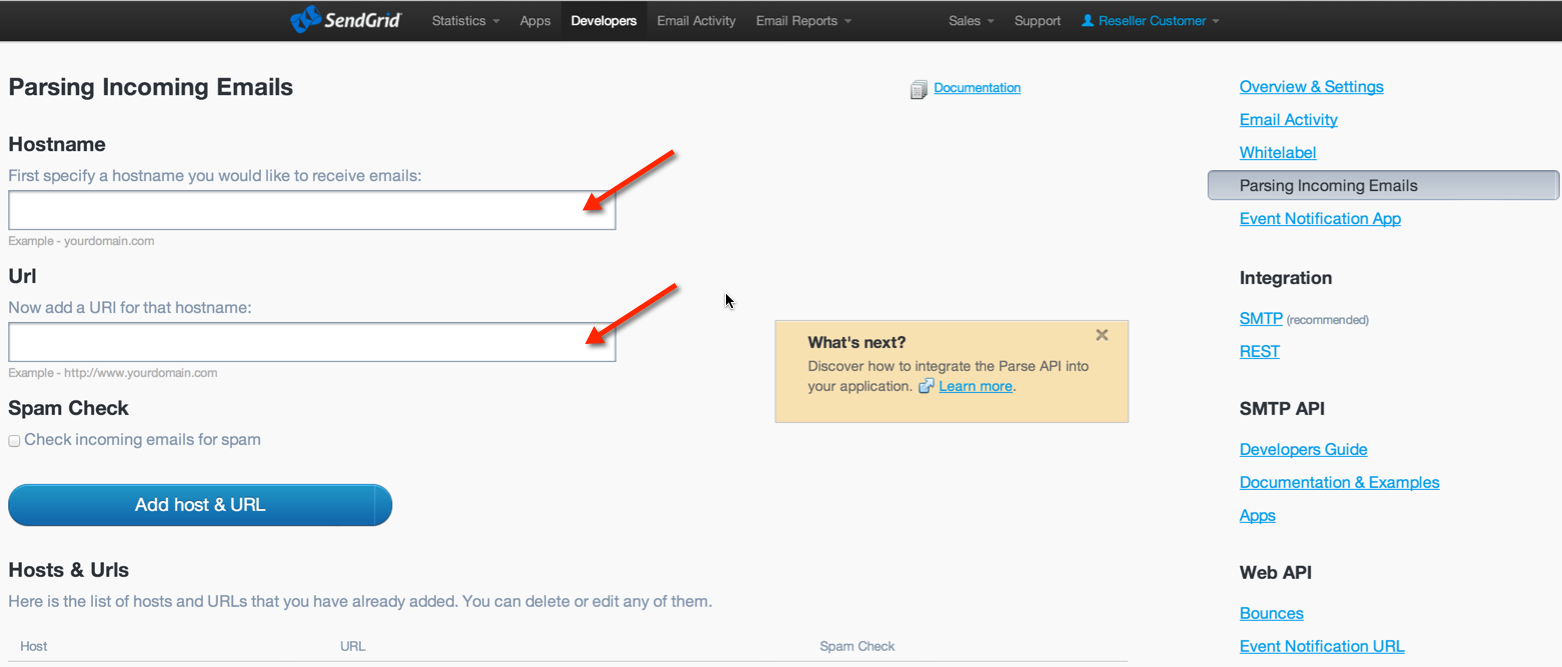 SendGrid Statistics Apps Developers Email Activity Email Reports Sales Support Reseller Customer
Parsing Incoming Emails
Documentation
Hostname
First specify a hostname you would like to receive emails:
Example - yourdomain.com
Url
Now add a URI for that hostname:
Example - http://www.yourdomain.com
Spam Check
Check incoming emails for spam
Add host & URL
What's next?
Discover how to integrate the Parse API into
your application. Learn more.
Hosts & Urls
Here is the list of hosts and URLs that you have already added. You can delete or edit any of them.
Host URL Spam Check
Overview & Settings
Email Activity
Whitelabel
Parsing Incoming Emails
Event Notification App
Integration
SMTP (recommended)
REST
SMTP API
Developers Guide
Documentation & Examples
Apps
Web API
Bounces
Event Notification URL